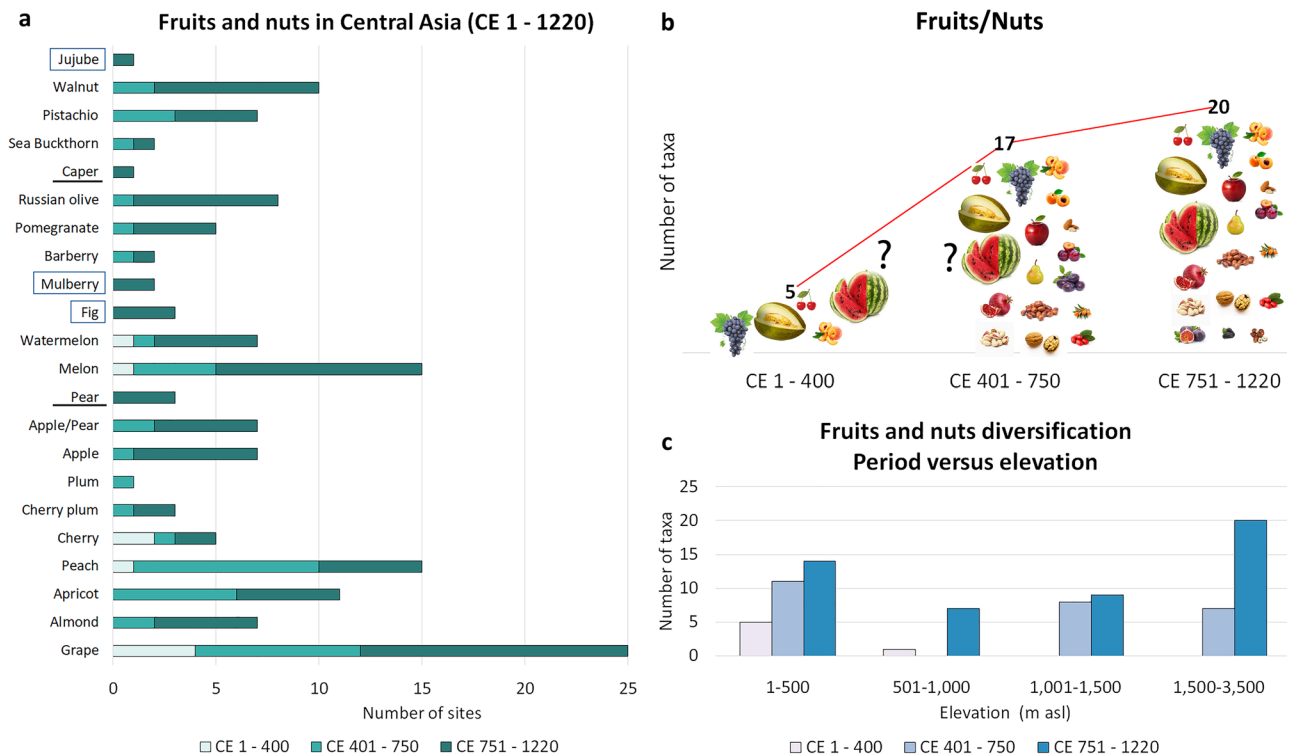 a
Fruits and nuts in Central Asia (CE 1 - 1220)
Jujube
Walnut
Pistachio
Sea Buckthorn
Caper
Russian olive
Pomegranate
Barberry
Mulberry
Fig
Watermelon
Melon
Pear
Apple/Pear
Apple
Plum
Cherry plum
Cherry
Peach
Apricot
Almond
Grape
0 5 10 15 20 25
Number of sites
CE 1 - 400 CE 401 - 750 CE 751 - 1220
b
Fruits/Nuts
Number of taxa
5
?
17
?
20
CE 1 - 400 CE 401 - 750 CE 751 - 1220
c
Fruits and nuts diversification
Period versus elevation
Number of taxa
25
20
15
10
5
0
1-500 501-1,000 1,001-1,500 1,500-3,500
Elevation (m asl)
CE 1 - 400 CE 401 - 750 CE 751 - 1220